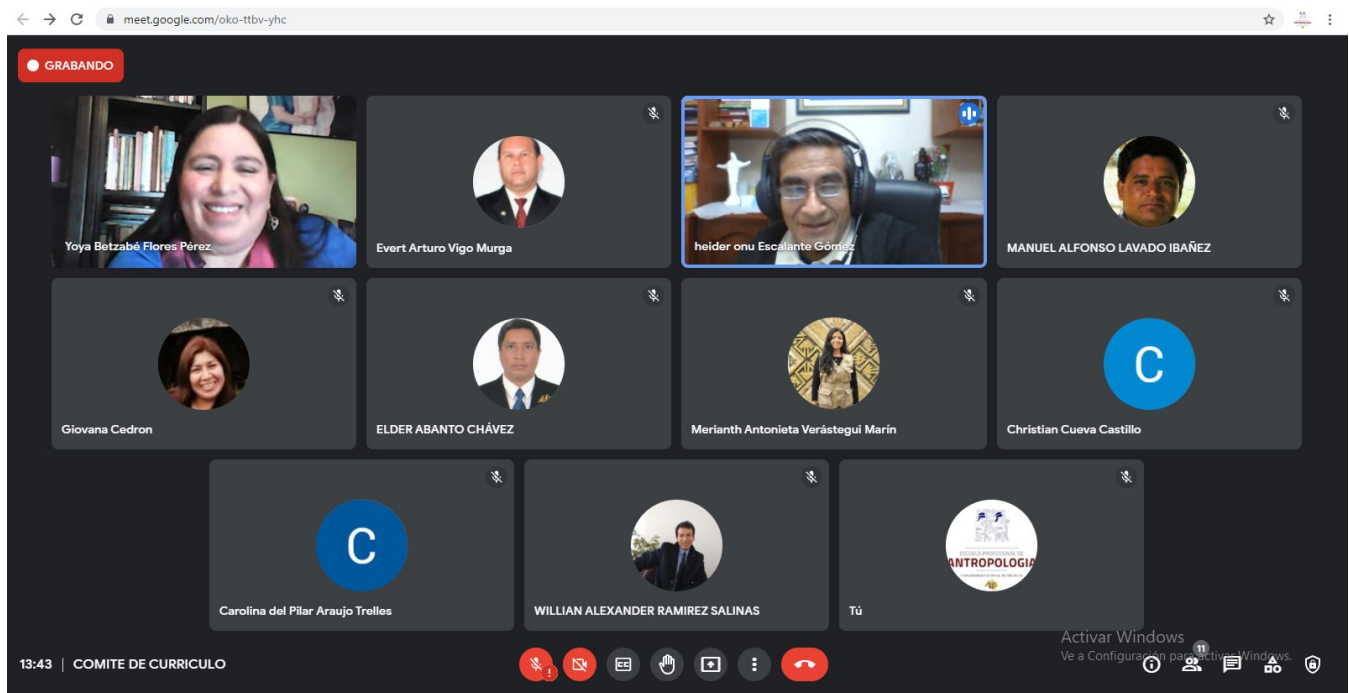 meet.google.com/oko-ttbv-yhc
GRABANDO
Yoya Betzabé Flores Pérez
Evert Arturo Vigo Murga
heider onu Escalante Gómez
MANUEL ALFONSO LAVADO IBAÑEZ
Giovana Cedron
ELDER ABANTO CHÁVEZ
Merianth Antonieta Verástegui Marín
C
Christian Cueva Castillo
C
Carolina del Pilar Araujo Trelles
WILLIAN ALEXANDER RAMIREZ SALINAS
ESCUELA PROFESIONAL DE
ANTROPOLOGIA
Tú
Activar Windows
Ve a Configuración para activar Windows.
13:43 | COMITE DE CURRICULO
CC
11